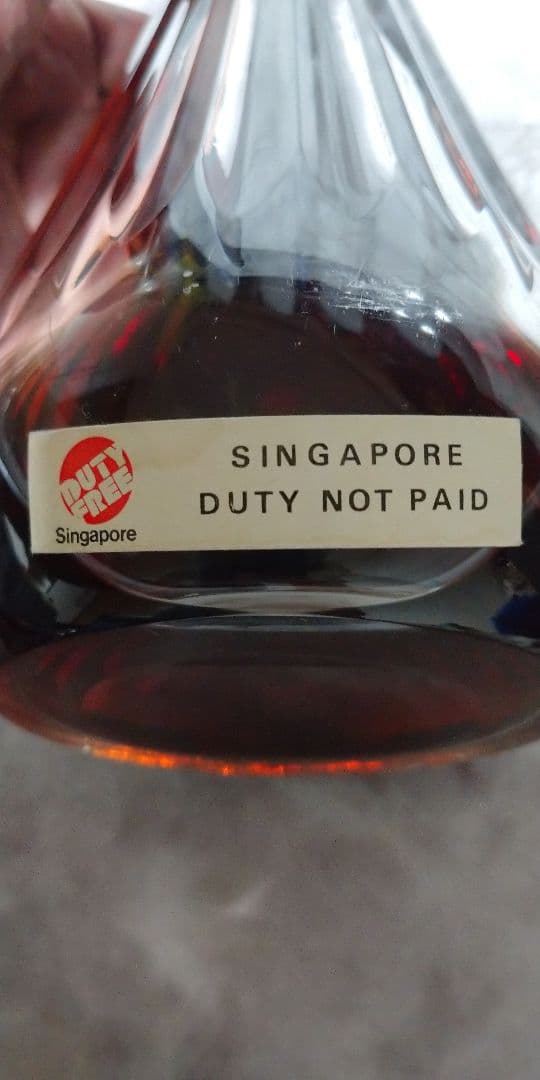 DUTY
FREE
Singapore
SINGAPORE
DUTY NOT PAID